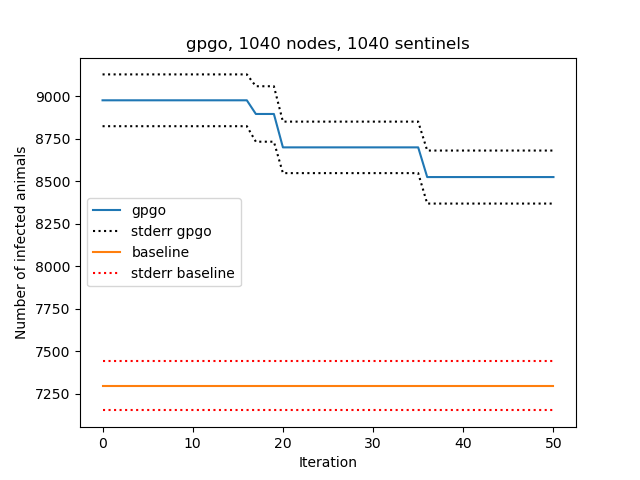 gpgo, 1040 nodes, 1040 sentinels
Number of infected animals
9000
8750
8500
8250
8000
7750
7500
7250
gpgo
stderr gpgo
baseline
stderr baseline
0 10 20 30 40 50
Iteration